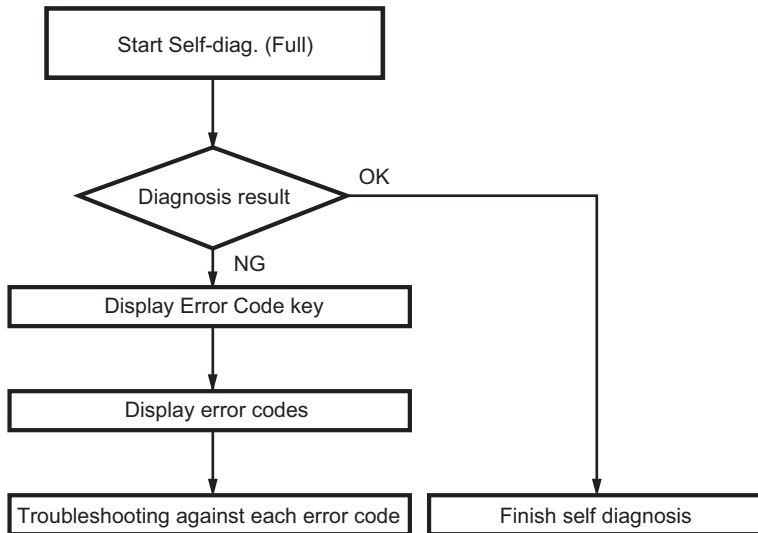 Start Self-diag. (Full)
Diagnosis result
OK
NG
Display Error Code key
Display error codes
Troubleshooting against each error code
Finish self diagnosis